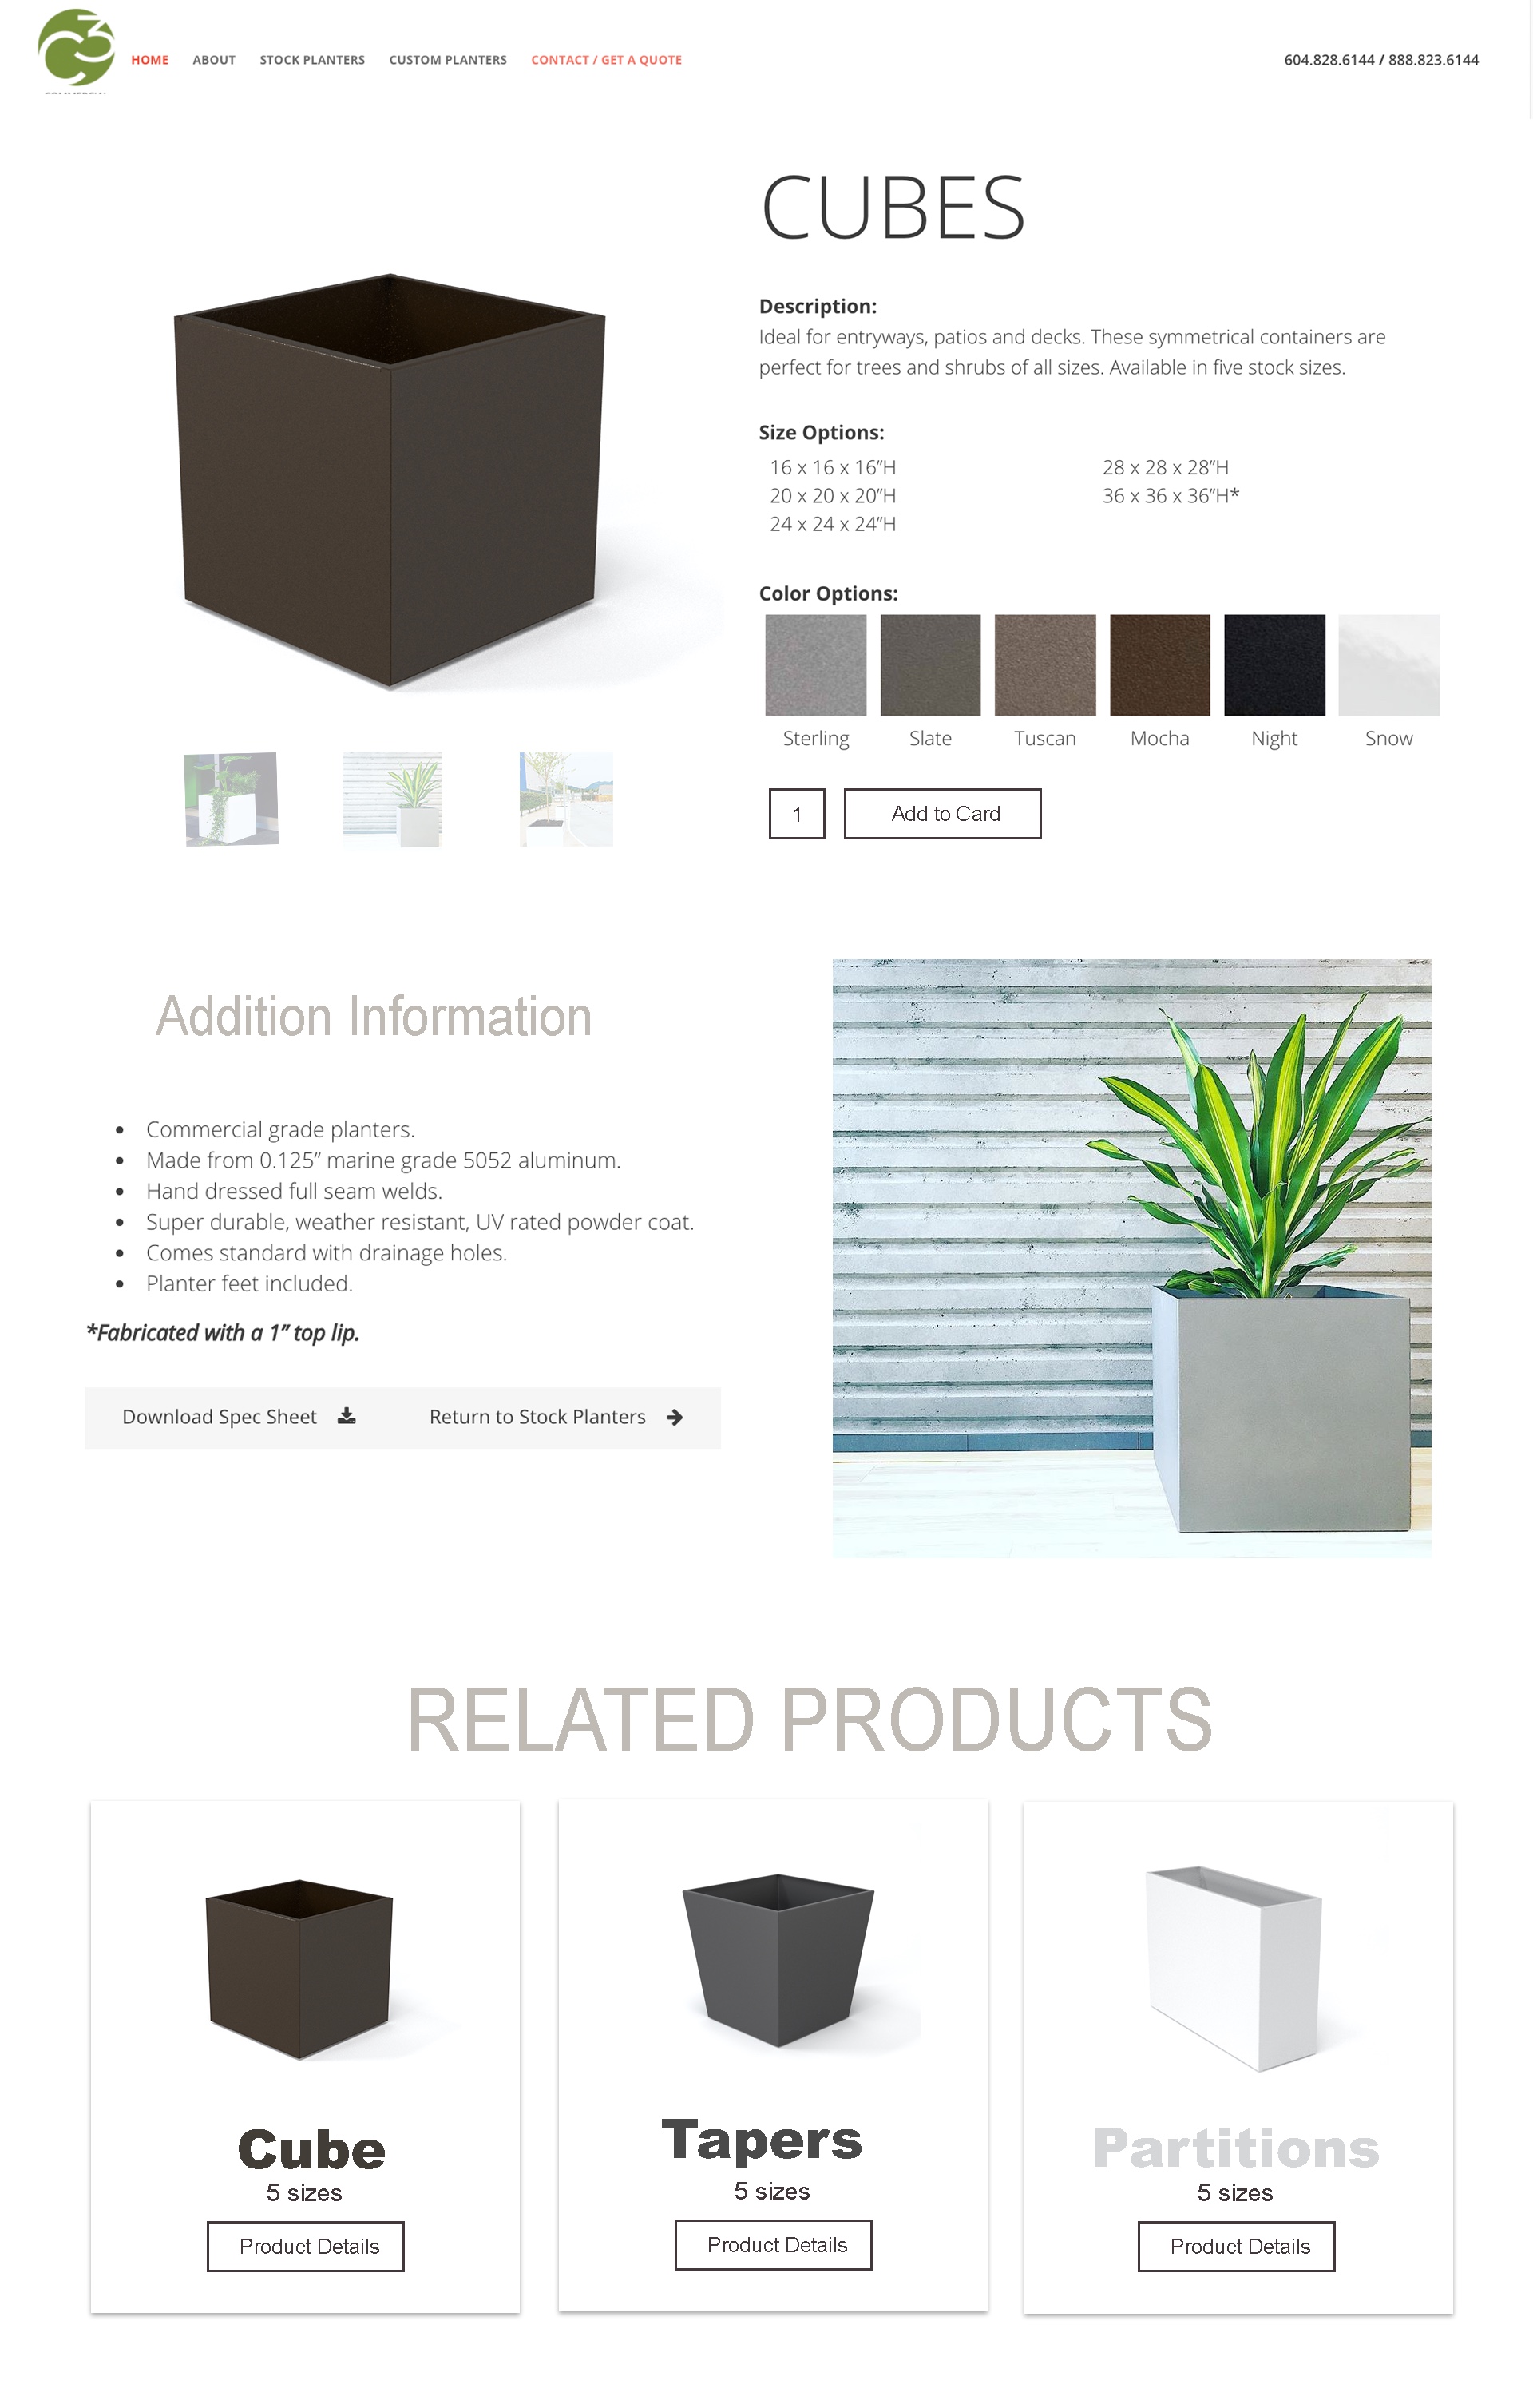 C3
HOME
ABOUT
STOCK PLANTERS
CUSTOM PLANTERS
CONTACT / GET A QUOTE
604.828.6144 / 888.823.6144
CUBES
Description:
Ideal for entryways, patios and decks. These symmetrical containers are
perfect for trees and shrubs of all sizes. Available in five stock sizes.
Size Options:
16 x 16 x 16”H
20 x 20 x 20”H
24 x 24 x 24”H
28 x 28 x 28”H
36 x 36 x 36”H*
Color Options:
Sterling
Slate
Tuscan
Mocha
Night
Snow
1
Add to Card
Addition Information
• Commercial grade planters.
• Made from 0.125” marine grade 5052 aluminum.
• Hand dressed full seam welds.
• Super durable, weather resistant, UV rated powder coat.
• Comes standard with drainage holes.
• Planter feet included.
*Fabricated with a 1” top lip.
Download Spec Sheet
Return to Stock Planters
RELATED PRODUCTS
Cube
5 sizes
Product Details
Tapers
5 sizes
Product Details
Partitions
5 sizes
Product Details